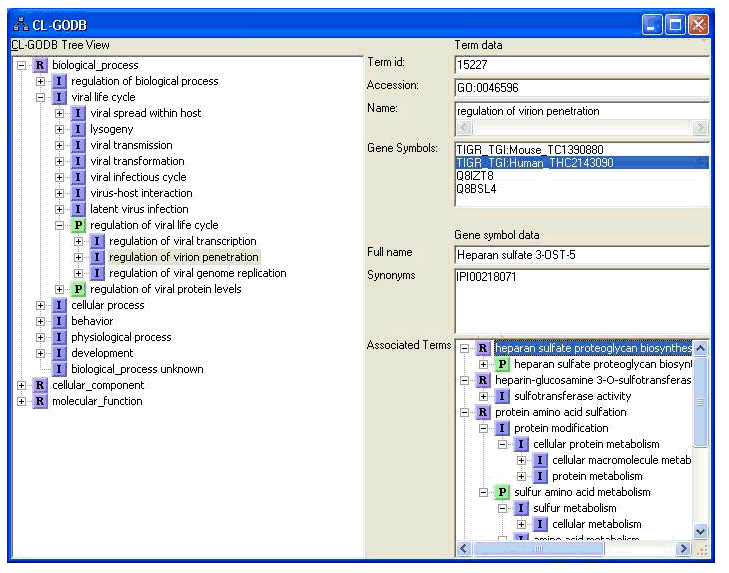 CL-GODB
CL-GODB Tree View
R biological_process
I regulation of biological process
I viral life cycle
I viral spread within host
I lysogeny
I viral transmission
I viral transformation
I viral infectious cycle
I virus-host interaction
I latent virus infection
P regulation of viral life cycle
I regulation of viral transcription
I regulation of virion penetration
I regulation of viral genome replication
P regulation of viral protein levels
I cellular process
I behavior
I physiological process
I development
I biological_process unknown
R cellular_component
R molecular_function
Term data
Term id: 15227
Accession: GO:0046596
Name: regulation of virion penetration
Gene Symbols: TIGR_TGI:Mouse_TC1390880
TIGR_TGI:Human_THC2143090
Q8IZT8
Q8BSL4
Gene symbol data
Full name Heparan sulfate 3-OST-5
Synonyms IPI00218071
Associated Terms
R heparan sulfate proteoglycan biosynthes
P heparan sulfate proteoglycan biosyn
R heparin-glucosamine 3-O-sulfotransferas
I sulfotransferase activity
R protein amino acid sulfation
I protein modification
I cellular protein metabolism
I cellular macromolecule metab
I protein metabolism
P sulfur amino acid metabolism
I sulfur metabolism
I cellular metabolism
I amino acid metabolism